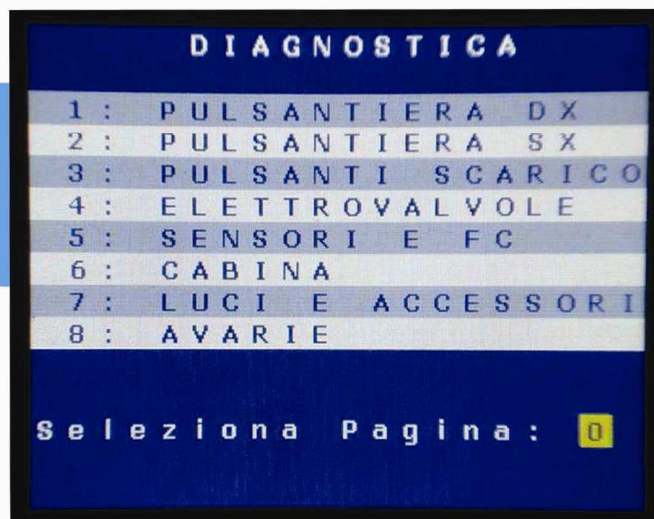 DIAGNOSTICA
1: PULSANTIERA DX
2: PULSANTIERA SX
3: PULSANTI SCARICO
4: ELETTROVALVOLE
5: SENSORI E FC
6: CABINA
7: LUCI E ACCESSORI
8: AVARIE
Seleziona Pagina: 0